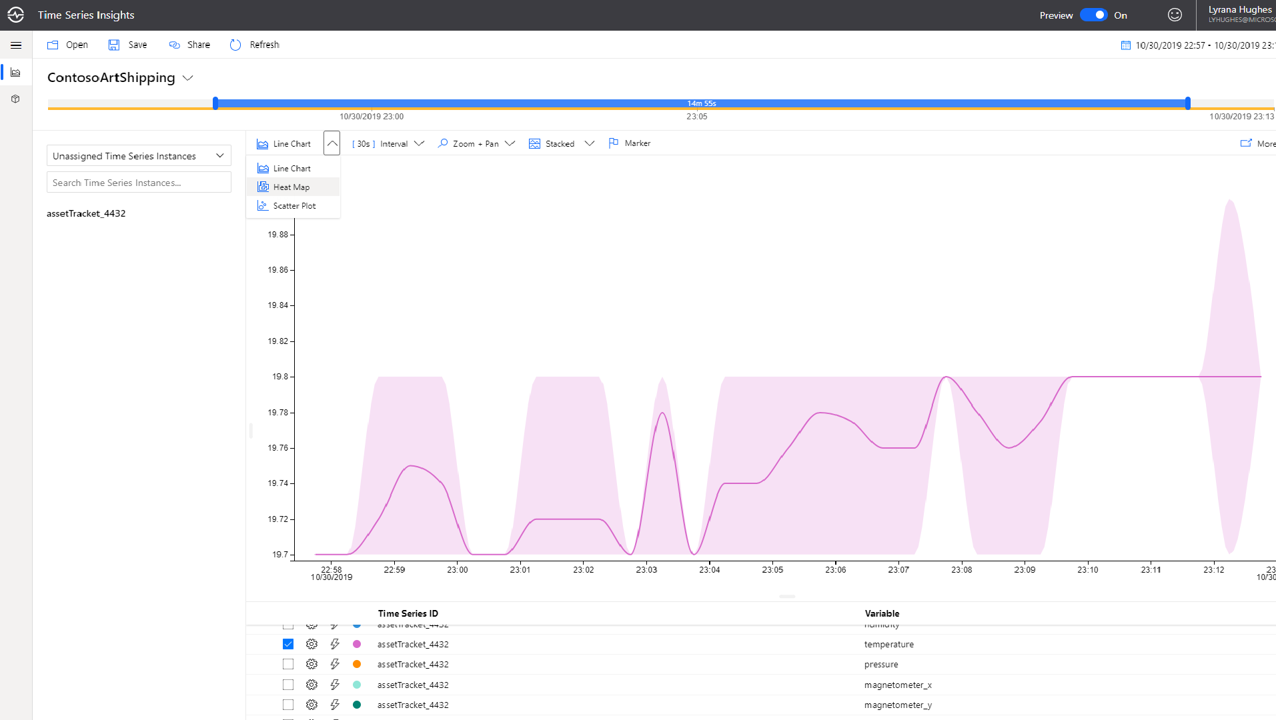 Time Series Insights
Preview On
Lyrana Hughes
LYHUGHES@MICROSO
Open Save Share Refresh
10/30/2019 22:57 • 10/30/2019 23:1
ContosoArtShipping
14m 55s
10/30/2019 23:00 23:05 10/30/2019 23:13
Line Chart [ 30s ] Interval Zoom + Pan Stacked Marker More
Unassigned Time Series Instances
Search Time Series Instances...
assetTracket_4432
Line Chart
Heat Map
Scatter Plot
19.88
19.86
19.84
19.82
19.8
19.78
19.76
19.74
19.72
19.7
22:58 22:59 23:00 23:01 23:02 23:03 23:04 23:05 23:06 23:07 23:08 23:09 23:10 23:11 23:12 23
10/30/2019 10/30
Time Series ID Variable
assetTracket_4432 humidity
assetTracket_4432 temperature
assetTracket_4432 pressure
assetTracket_4432 magnetometer_x
assetTracket_4432 magnetometer_y